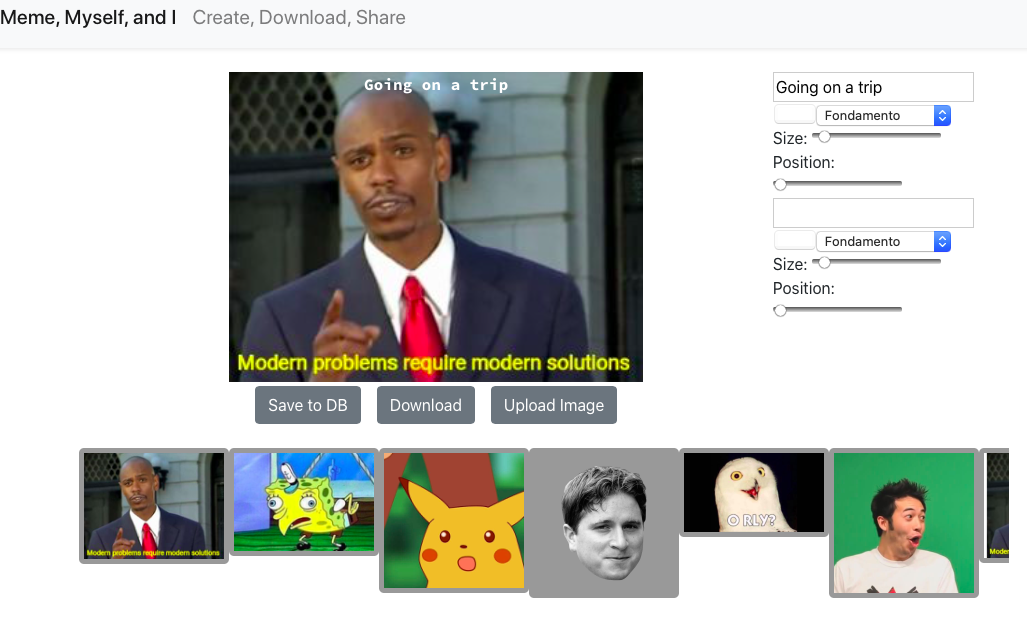 Meme, Myself, and I Create, Download, Share
Going on a trip
Modern problems require modern solutions
Going on a trip
Fondamento
Size:
Position:
Fondamento
Size:
Position:
Save to DB Download Upload Image
Modern problems require modern solutions
O RLY?
Moder